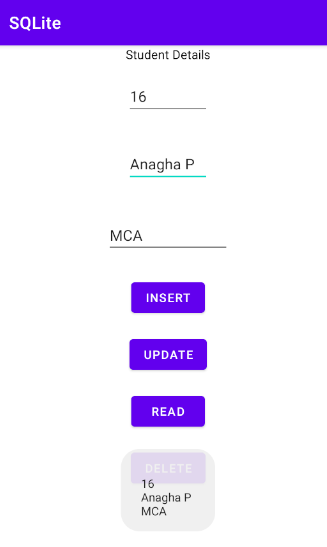 SQLite
Student Details
16
Anagha P
MCA
INSERT
UPDATE
READ
DELETE
16
Anagha P
MCA